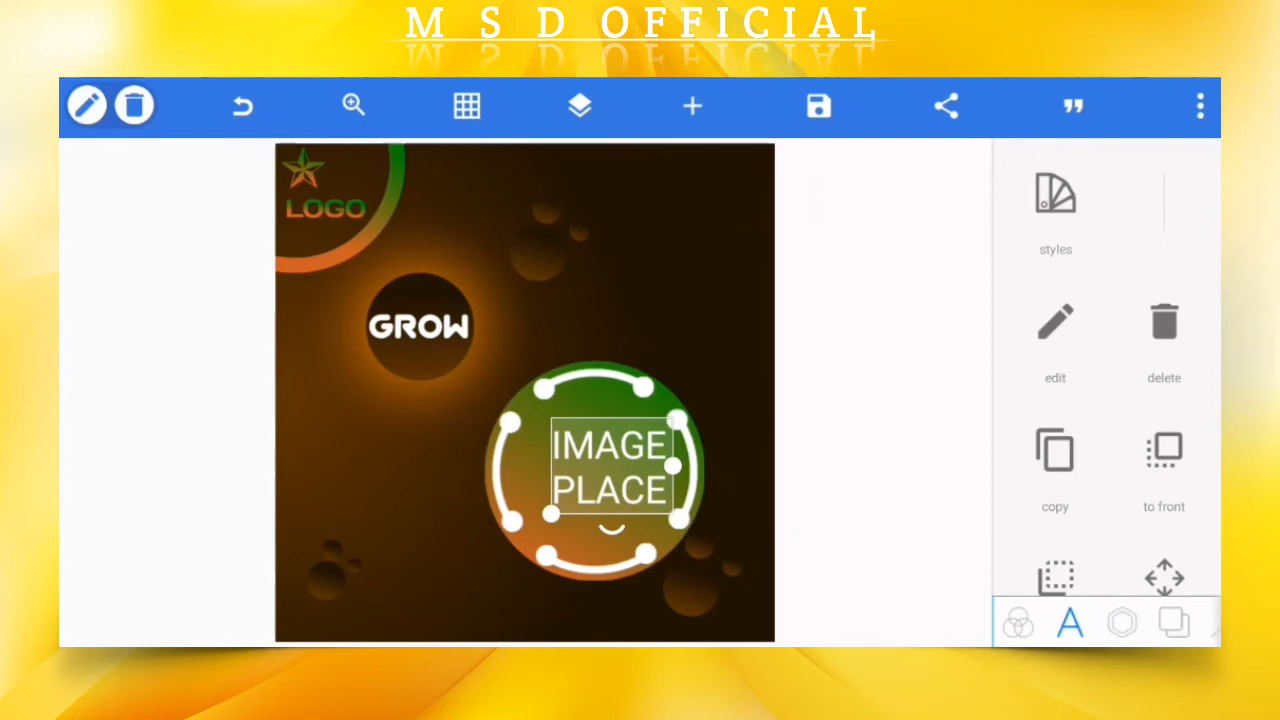 M S D OFFICIAL
LOGO
GROW
IMAGE
PLACE
styles
edit
delete
copy
to front